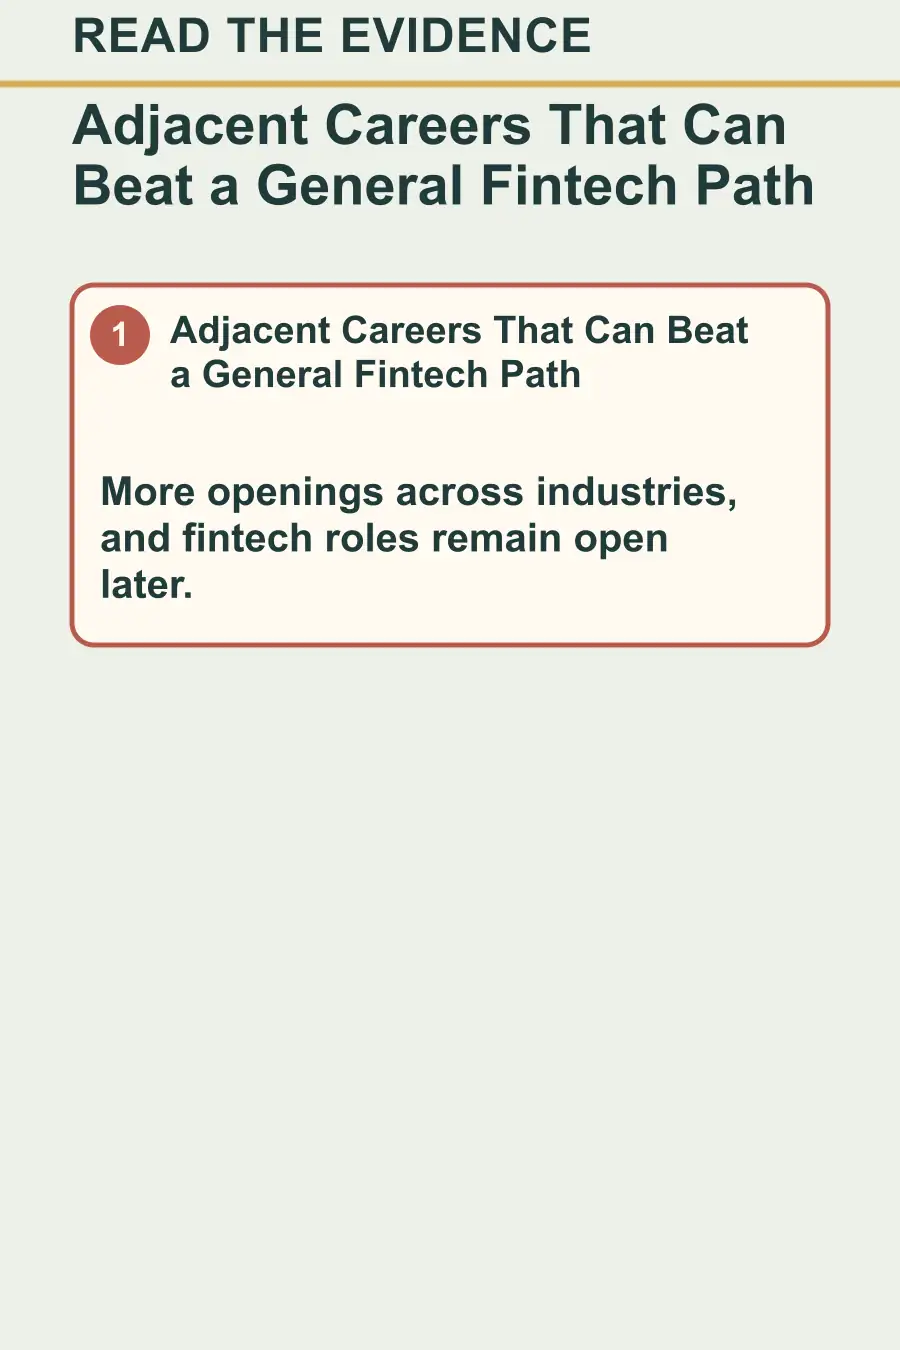 READ THE EVIDENCE
Adjacent Careers That Can
Beat a General Fintech Path
1
Adjacent Careers That Can Beat
a General Fintech Path
More openings across industries,
and fintech roles remain open
later.